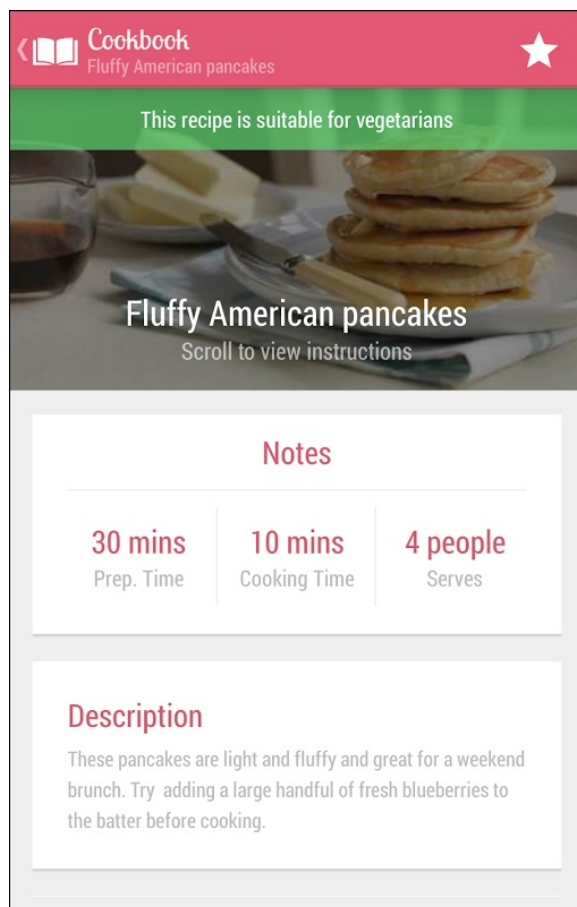 Cookbook
Fluffy American pancakes
This recipe is suitable for vegetarians
Fluffy American pancakes
Scroll to view instructions
Notes
30 mins 10 mins 4 people
Prep. Time Cooking Time Serves
Description
These pancakes are light and fluffy and great for a weekend
brunch. Try  adding a large handful of fresh blueberries to
the batter before cooking.